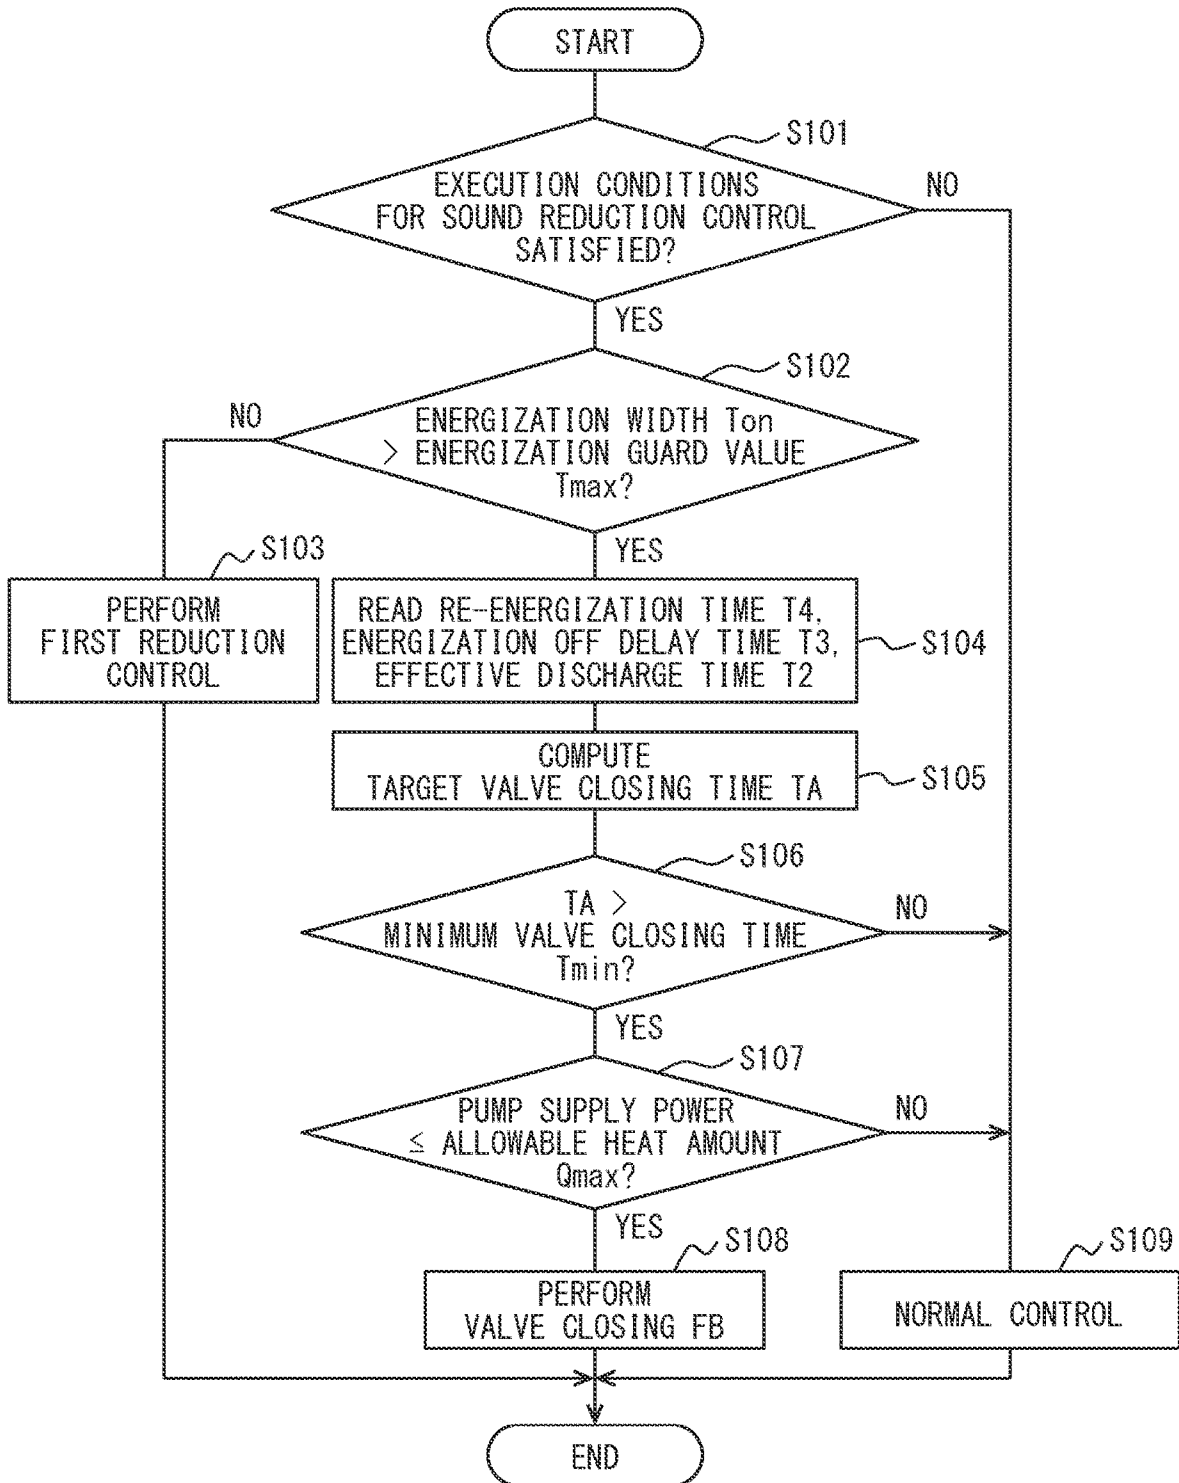 START
S101
EXECUTION CONDITIONS
FOR SOUND REDUCTION CONTROL
SATISFIED?
NO
YES
S102
NO
ENERGIZATION WIDTH Ton
> ENERGIZATION GUARD VALUE
Tmax?
YES
S103
PERFORM
FIRST REDUCTION
CONTROL
READ RE-ENERGIZATION TIME T4,
ENERGIZATION OFF DELAY TIME T3,
EFFECTIVE DISCHARGE TIME T2
S104
COMPUTE
TARGET VALVE CLOSING TIME TA
S105
S106
TA >
MINIMUM VALVE CLOSING TIME
Tmin?
NO
YES
S107
PUMP SUPPLY POWER
≤ ALLOWABLE HEAT AMOUNT
Qmax?
NO
YES
S108
PERFORM
VALVE CLOSING FB
S109
NORMAL CONTROL
END